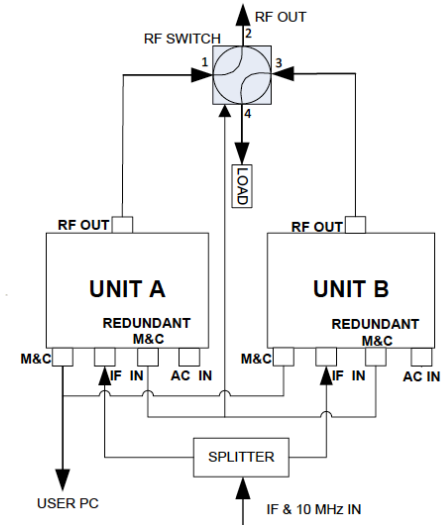 RF OUT
RF SWITCH
2
1
3
4
LOAD
RF OUT
RF OUT
UNIT A
UNIT B
REDUNDANT
M&C
REDUNDANT
M&C
M&C
IF IN
AC IN
M&C
IF IN
AC IN
SPLITTER
USER PC
IF & 10 MHz IN